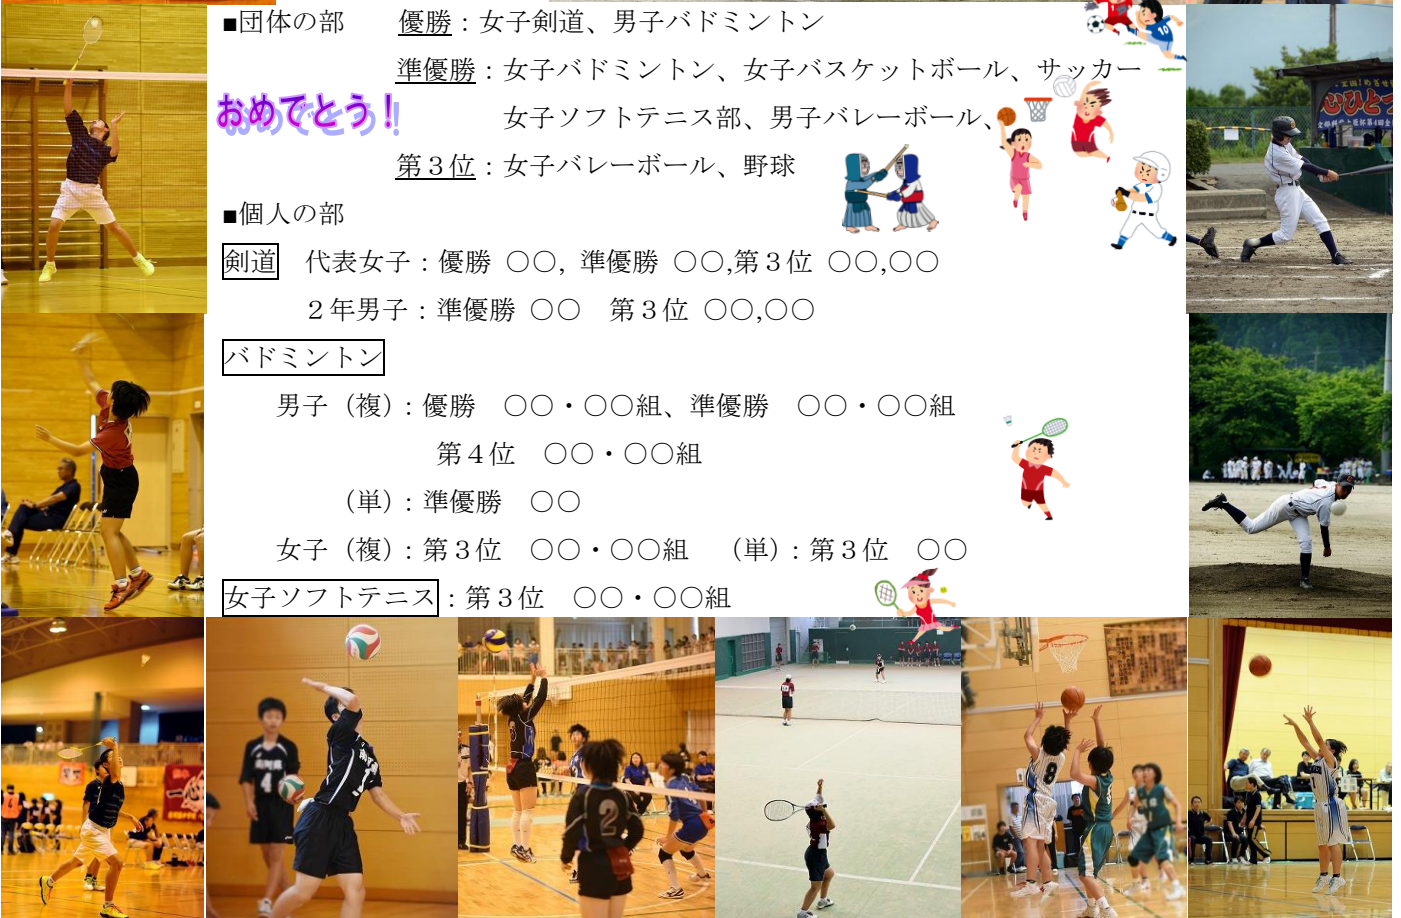 ■団体の部　　優勝：女子剣道、男子バドミントン
準優勝：女子バドミントン、女子バスケットボール、サッカー
おめでとう！
女子ソフトテニス部、男子バレーボール、
第３位：女子バレーボール、野球
■個人の部
剣道　代表女子：優勝 〇〇, 準優勝 〇〇,第３位 〇〇,〇〇
２年男子：準優勝 〇〇　第３位 〇〇,〇〇
バドミントン
男子（複）：優勝　〇〇・〇〇組、準優勝　〇〇・〇〇組
第４位　〇〇・〇〇組
（単）：準優勝　〇〇
女子（複）：第３位　〇〇・〇〇組　（単）：第３位　〇〇
女子ソフトテニス：第３位　〇〇・〇〇組
心ひとつ
4
2
8